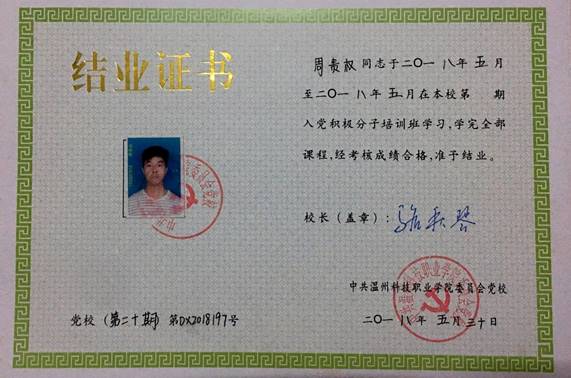 结业证书
周贵权同志于二〇一八年五月
至二〇一八年五月在本校第 期
入党积极分子培训班学习,学完全部
课程,经考核成绩合格,准予结业。
校长(盖章):
中共温州科技职业学院委员会党校
二〇一八年五月三十日
党校(第二十期)第DX2018197号